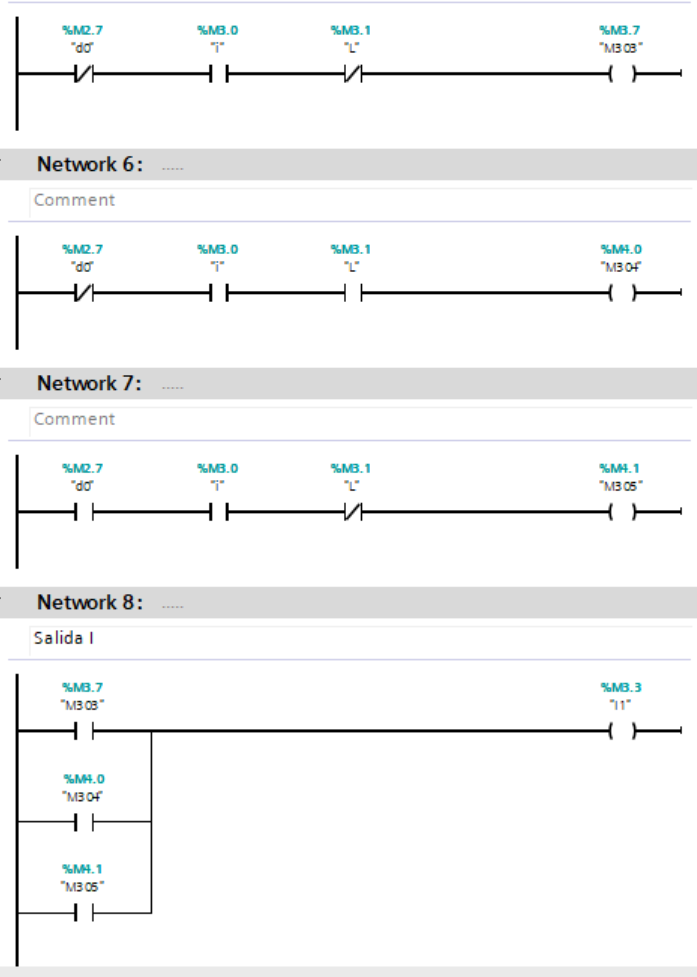 %M2.7 %M3.0 %M3.1 %M3.7
"d0" "i" "L" "M303"
Network 6: .....
Comment
%M2.7 %M3.0 %M3.1 %M4.0
"d0" "i" "L" "M304"
Network 7: .....
Comment
%M2.7 %M3.0 %M3.1 %M4.1
"d0" "i" "L" "M305"
Network 8: .....
Salida I
%M3.7 %M3.3
"M303" "I1"
%M4.0
"M304"
%M4.1
"M305"